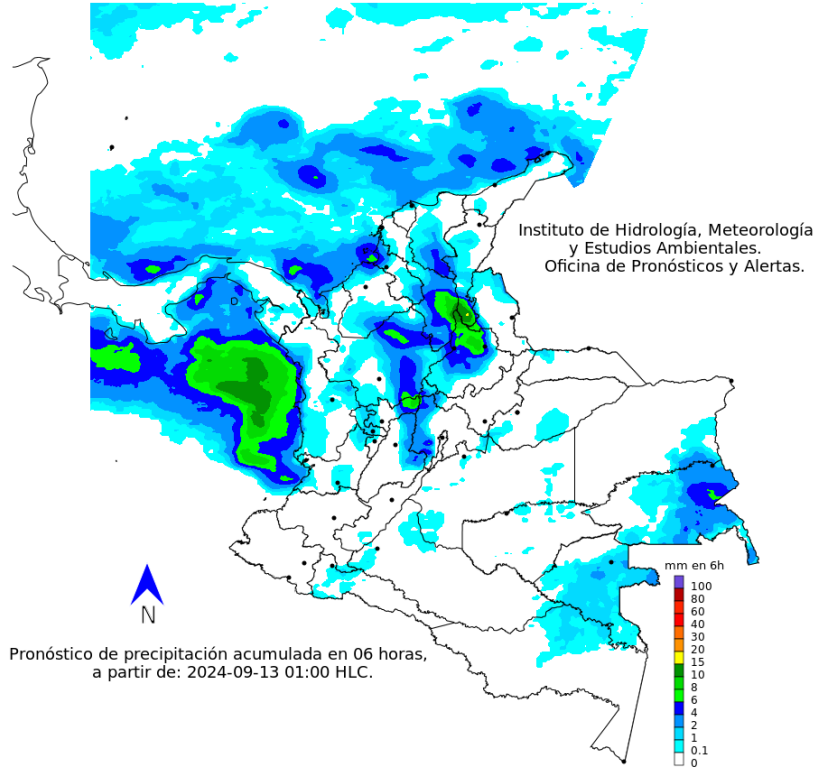 Instituto de Hidrología, Meteorología
y Estudios Ambientales.
Oficina de Pronósticos y Alertas.
mm en 6h
100
80
60
40
30
20
15
10
8
6
4
2
1
0.1
0
N
Pronóstico de precipitación acumulada en 06 horas,
a partir de: 2024-09-13 01:00 HLC.